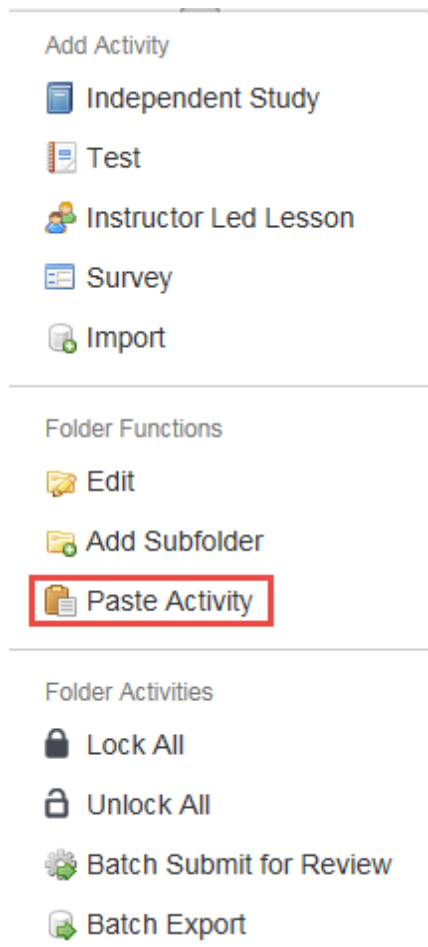 Add Activity
Independent Study
Test
Instructor Led Lesson
Survey
Import
Folder Functions
Edit
Add Subfolder
Paste Activity
Folder Activities
Lock All
Unlock All
Batch Submit for Review
Batch Export